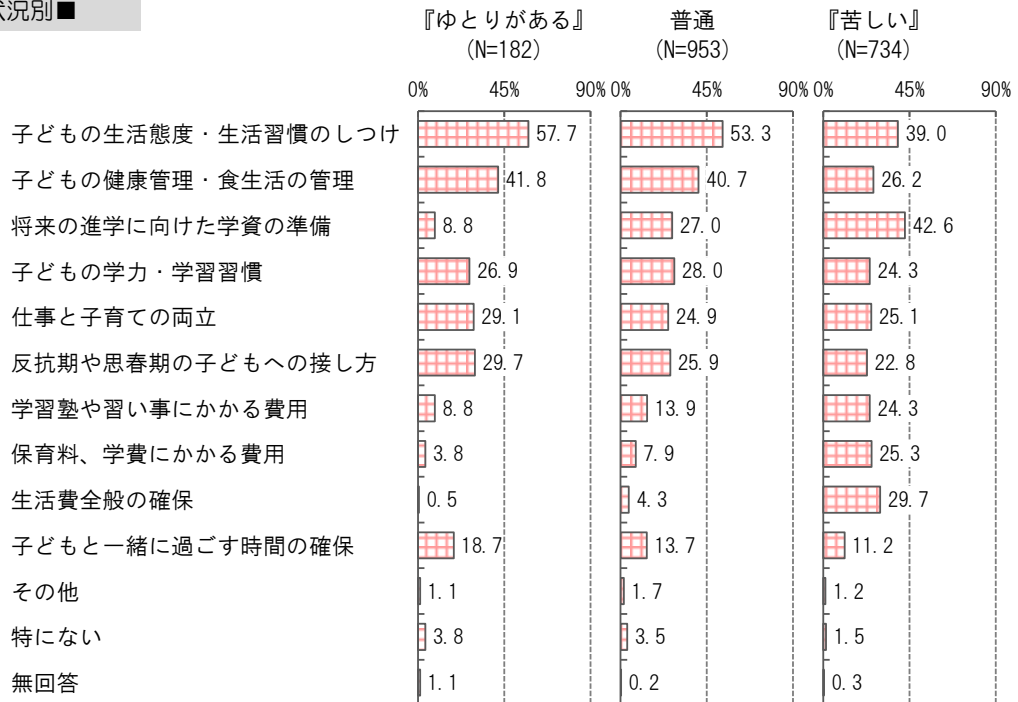 状況別■
『ゆとりがある』 普通 『苦しい』
(N=182) (N=953) (N=734)
0% 45% 90% 0% 45% 90% 0% 45% 90%
子どもの生活態度・生活習慣のしつけ 57.7 53.3 39.0
子どもの健康管理・食生活の管理 41.8 40.7 26.2
将来の進学に向けた学資の準備 8.8 27.0 42.6
子どもの学力・学習習慣 26.9 28.0 24.3
仕事と子育ての両立 29.1 24.9 25.1
反抗期や思春期の子どもへの接し方 29.7 25.9 22.8
学習塾や習い事にかかる費用 8.8 13.9 24.3
保育料、学費にかかる費用 3.8 7.9 25.3
生活費全般の確保 0.5 4.3 29.7
子どもと一緒に過ごす時間の確保 18.7 13.7 11.2
その他 1.1 1.7 1.2
特にない 3.8 3.5 1.5
無回答 1.1 0.2 0.3